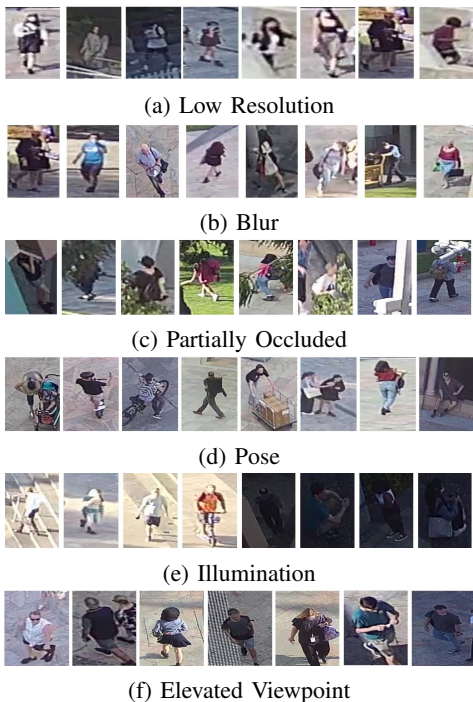 (a) Low Resolution
(b) Blur
(c) Partially Occluded
(d) Pose
(e) Illumination
(f) Elevated Viewpoint